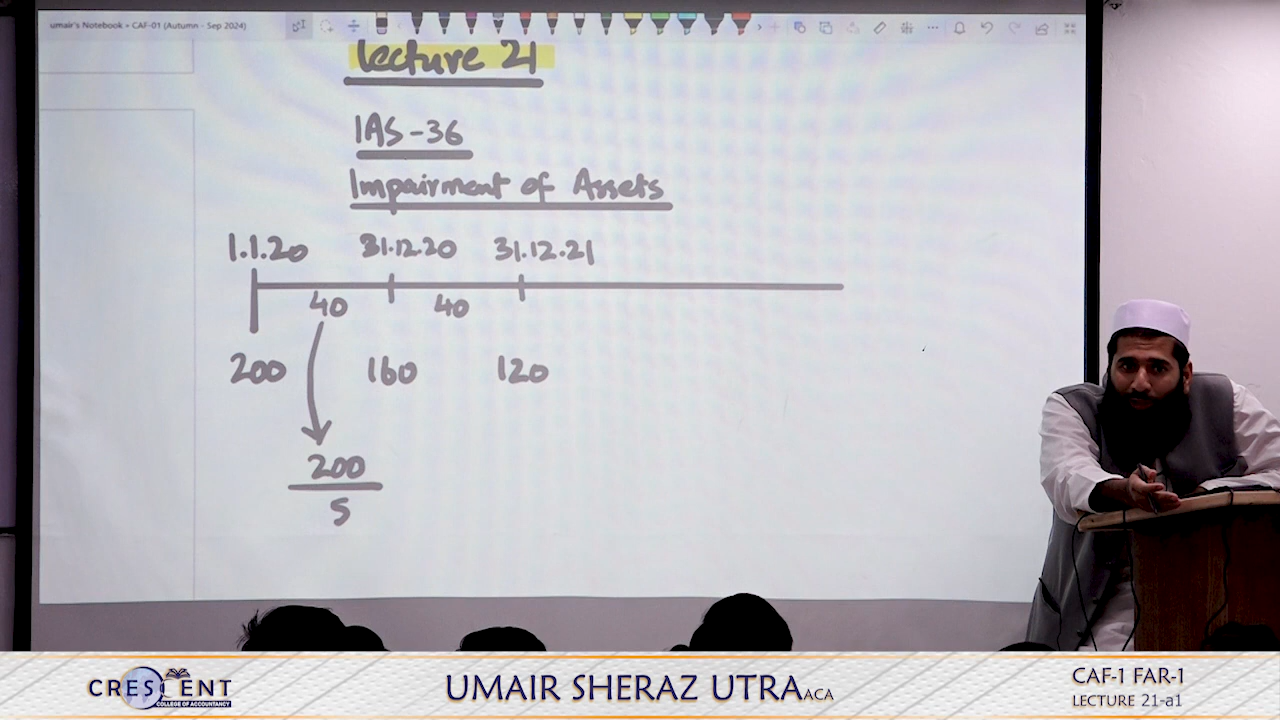 umair's Notebook » CAF-01 (Autumn - Sep 2024)
Lecture 21
IAS-36
Impairment of Assets
1.1.20 31.12.20 31.12.21
40 40
200 160 120
200
5
CRESCENT
COLLEGE OF ACCOUNTANCY
UMAIR SHERAZ UTRA ACA
CAF-1 FAR-1
LECTURE 21-a1